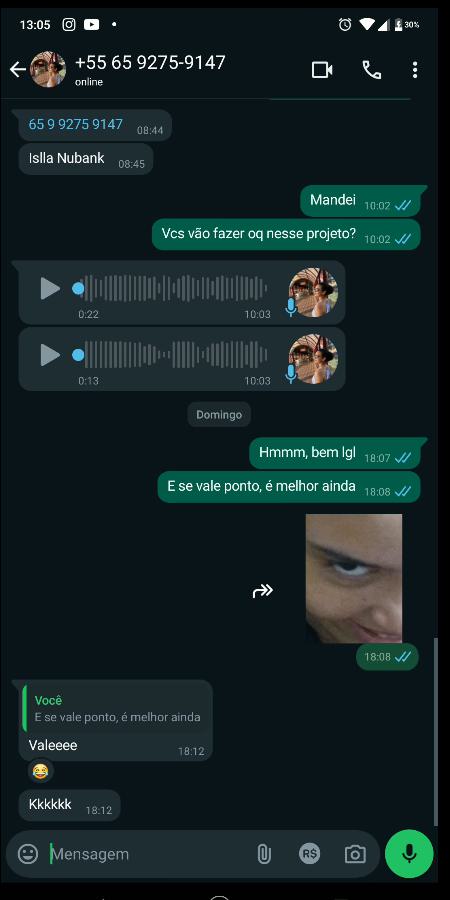 13:05
30%
+55 65 9275-9147
online
65 9 9275 9147 08:44
Islla Nubank 08:45
Mandei 10:02
Vcs vão fazer oq nesse projeto? 10:02
0:22 10:03
0:13 10:03
Domingo
Hmmm, bem lgl 18:07
E se vale ponto, é melhor ainda 18:08
18:08
Você
E se vale ponto, é melhor ainda
Valeeee 18:12
Kkkkkk 18:12
Mensagem
R$